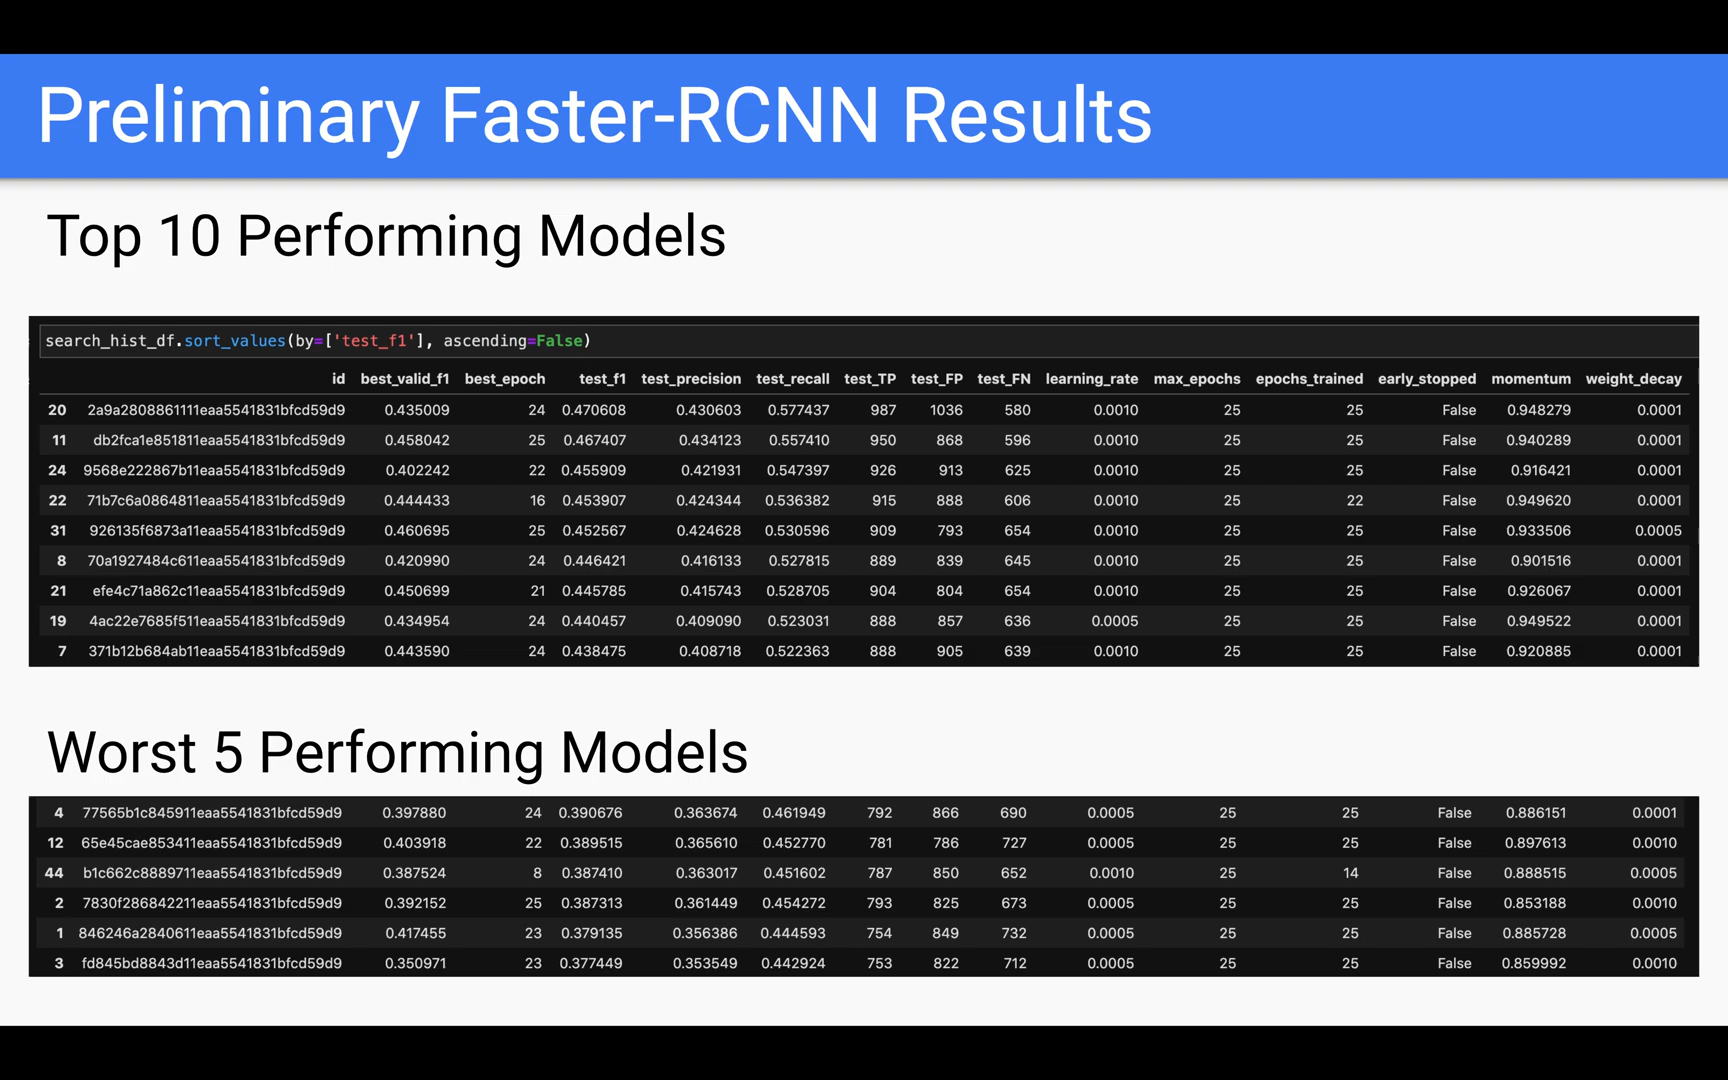 Preliminary Faster-RCNN Results
Top 10 Performing Models
search_hist_df.sort_values(by=['test_f1'], ascending=False)
id best_valid_f1 best_epoch test_f1 test_precision test_recall test_TP test_FP test_FN learning_rate max_epochs epochs_trained early_stopped momentum weight_decay
20 2a9a2808861111eaa5541831bfcd59d9 0.435009 24 0.470608 0.430603 0.577437 987 1036 580 0.0010 25 25 False 0.948279 0.0001
11 db2fca1e851811eaa5541831bfcd59d9 0.458042 25 0.467407 0.434123 0.557410 950 868 596 0.0010 25 25 False 0.940289 0.0001
24 9568e222867b11eaa5541831bfcd59d9 0.402242 22 0.455909 0.421931 0.547397 926 913 625 0.0010 25 25 False 0.916421 0.0001
22 71b7c6a0864811eaa5541831bfcd59d9 0.444433 16 0.453907 0.424344 0.536382 915 888 606 0.0010 25 22 False 0.949620 0.0001
31 926135f6873a11eaa5541831bfcd59d9 0.460695 25 0.452567 0.424628 0.530596 909 793 654 0.0010 25 25 False 0.933506 0.0005
8 70a1927484c611eaa5541831bfcd59d9 0.420990 24 0.446421 0.416133 0.527815 889 839 645 0.0010 25 25 False 0.901516 0.0001
21 efe4c71a862c11eaa5541831bfcd59d9 0.450699 21 0.445785 0.415743 0.528705 904 804 654 0.0010 25 25 False 0.926067 0.0001
19 4ac22e7685f511eaa5541831bfcd59d9 0.434954 24 0.440457 0.409090 0.523031 888 857 636 0.0005 25 25 False 0.949522 0.0001
7 371b12b684ab11eaa5541831bfcd59d9 0.443590 24 0.438475 0.408718 0.522363 888 905 639 0.0010 25 25 False 0.920885 0.0001
Worst 5 Performing Models
4 77565b1c845911eaa5541831bfcd59d9 0.397880 24 0.390676 0.363674 0.461949 792 866 690 0.0005 25 25 False 0.886151 0.0001
12 65e45cae853411eaa5541831bfcd59d9 0.403918 22 0.389515 0.365610 0.452770 781 786 727 0.0005 25 25 False 0.897613 0.0010
44 b1c662c8889711eaa5541831bfcd59d9 0.387524 8 0.387410 0.363017 0.451602 787 850 652 0.0010 25 14 False 0.888515 0.0005
2 7830f286842211eaa5541831bfcd59d9 0.392152 25 0.387313 0.361449 0.454272 793 825 673 0.0005 25 25 False 0.853188 0.0010
1 846246a2840611eaa5541831bfcd59d9 0.417455 23 0.379135 0.356386 0.444593 754 849 732 0.0005 25 25 False 0.885728 0.0005
3 fd845bd8843d11eaa5541831bfcd59d9 0.350971 23 0.377449 0.353549 0.442924 753 822 712 0.0005 25 25 False 0.859992 0.0010